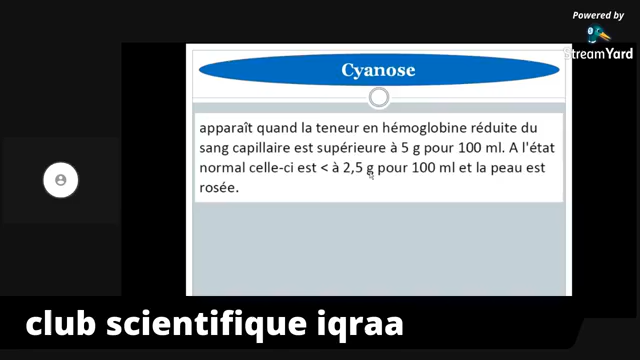 Powered by
StreamYard
Cyanose
apparaît quand la teneur en hémoglobine réduite du
sang capillaire est supérieure à 5 g pour 100 ml. A l'état
normal celle-ci est < à 2,5 g pour 100 ml et la peau est
rosée.
club scientifique iqraa